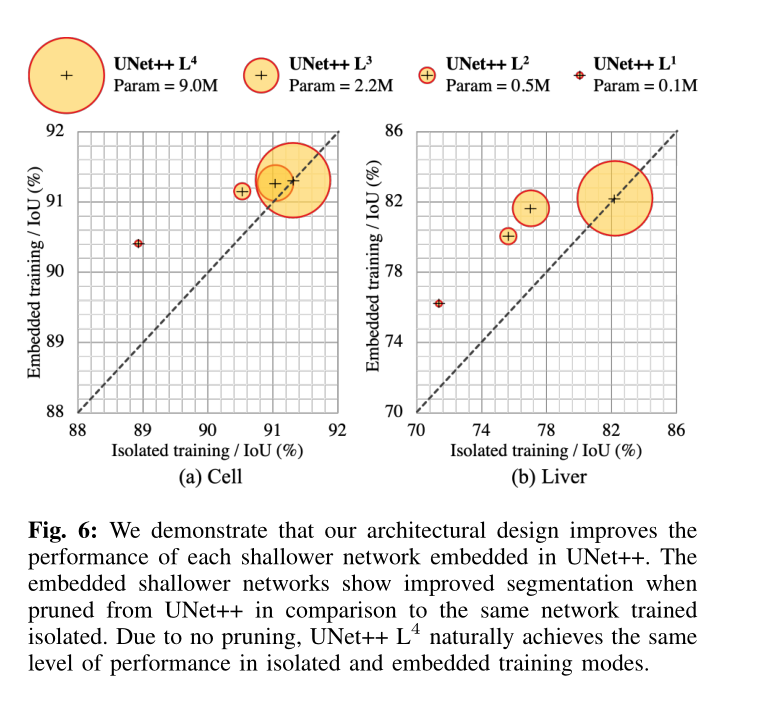 UNet++ L⁴
Param = 9.0M
UNet++ L³
Param = 2.2M
UNet++ L²
Param = 0.5M
UNet++ L¹
Param = 0.1M
Embedded training / IoU (%)
92
91
90
89
88
88 89 90 91 92
Isolated training / IoU (%)
(a) Cell
Embedded training / IoU (%)
86
82
78
74
70
70 74 78 82 86
Isolated training / IoU (%)
(b) Liver
Fig. 6: We demonstrate that our architectural design improves the
performance of each shallower network embedded in UNet++. The
embedded shallower networks show improved segmentation when
pruned from UNet++ in comparison to the same network trained
isolated. Due to no pruning, UNet++ L⁴ naturally achieves the same
level of performance in isolated and embedded training modes.